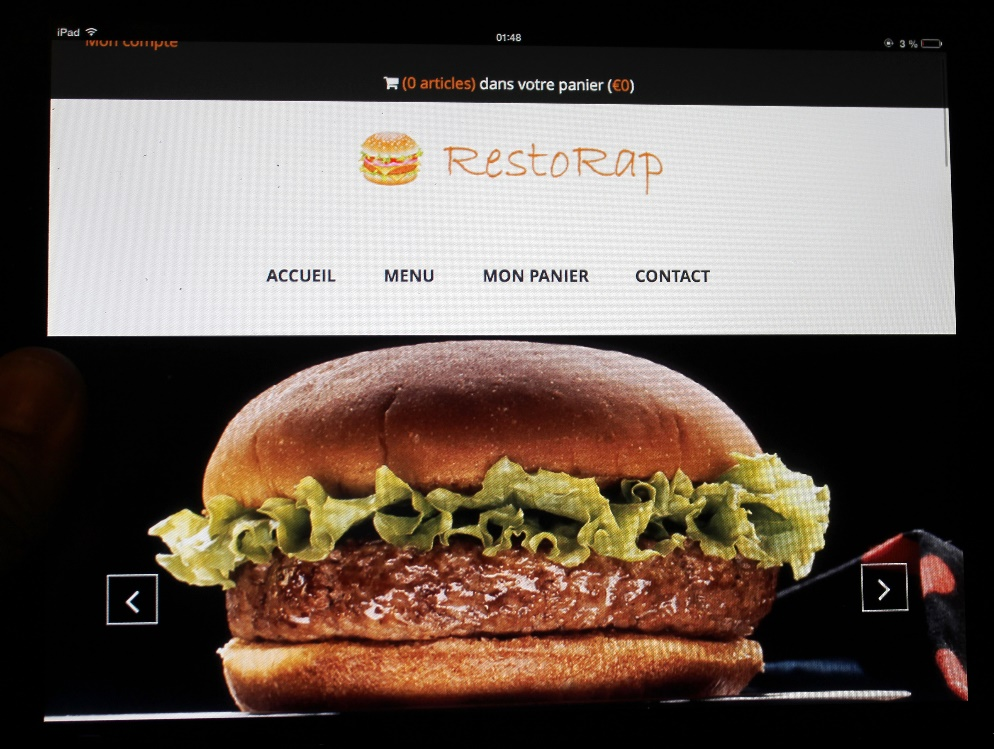 iPad 01:48 3 %
Mon compte
(0 articles) dans votre panier (€0)
RestoRap
ACCUEIL MENU MON PANIER CONTACT